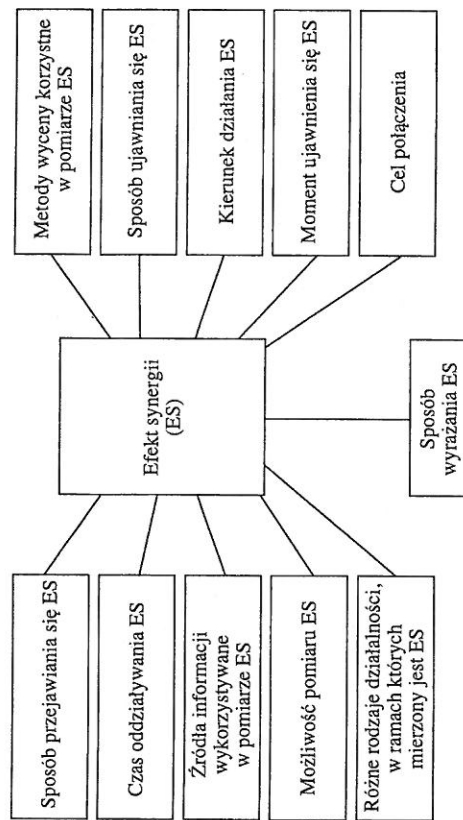 Efekt synergii
(ES)
Sposób przejawiania się ES
Czas oddziaływania ES
Źródła informacji
wykorzystywane
w pomiarze ES
Możliwość pomiaru ES
Różne rodzaje działalności,
w ramach których
mierzony jest ES
Sposób
wyrażania ES
Metody wyceny korzystne
w pomiarze ES
Sposób ujawniania się ES
Kierunek działania ES
Moment ujawnienia się ES
Cel połączenia